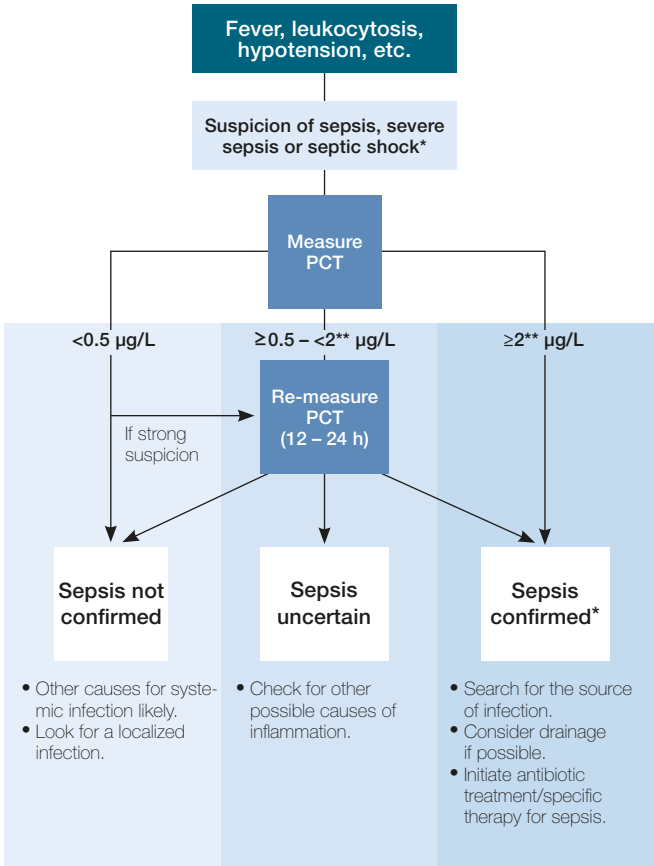 Fever, leukocytosis,
hypotension, etc.
Suspicion of sepsis, severe
sepsis or septic shock*
Measure
PCT
<0.5 µg/L
≥0.5 – <2** µg/L
≥2** µg/L
Re-measure
PCT
(12 – 24 h)
If strong
suspicion
Sepsis not
confirmed
Sepsis
uncertain
Sepsis
confirmed*
• Other causes for syste-
mic infection likely.
• Look for a localized
infection.
• Check for other
possible causes of
inflammation.
• Search for the source
of infection.
• Consider drainage
if possible.
• Initiate antibiotic
treatment/specific
therapy for sepsis.